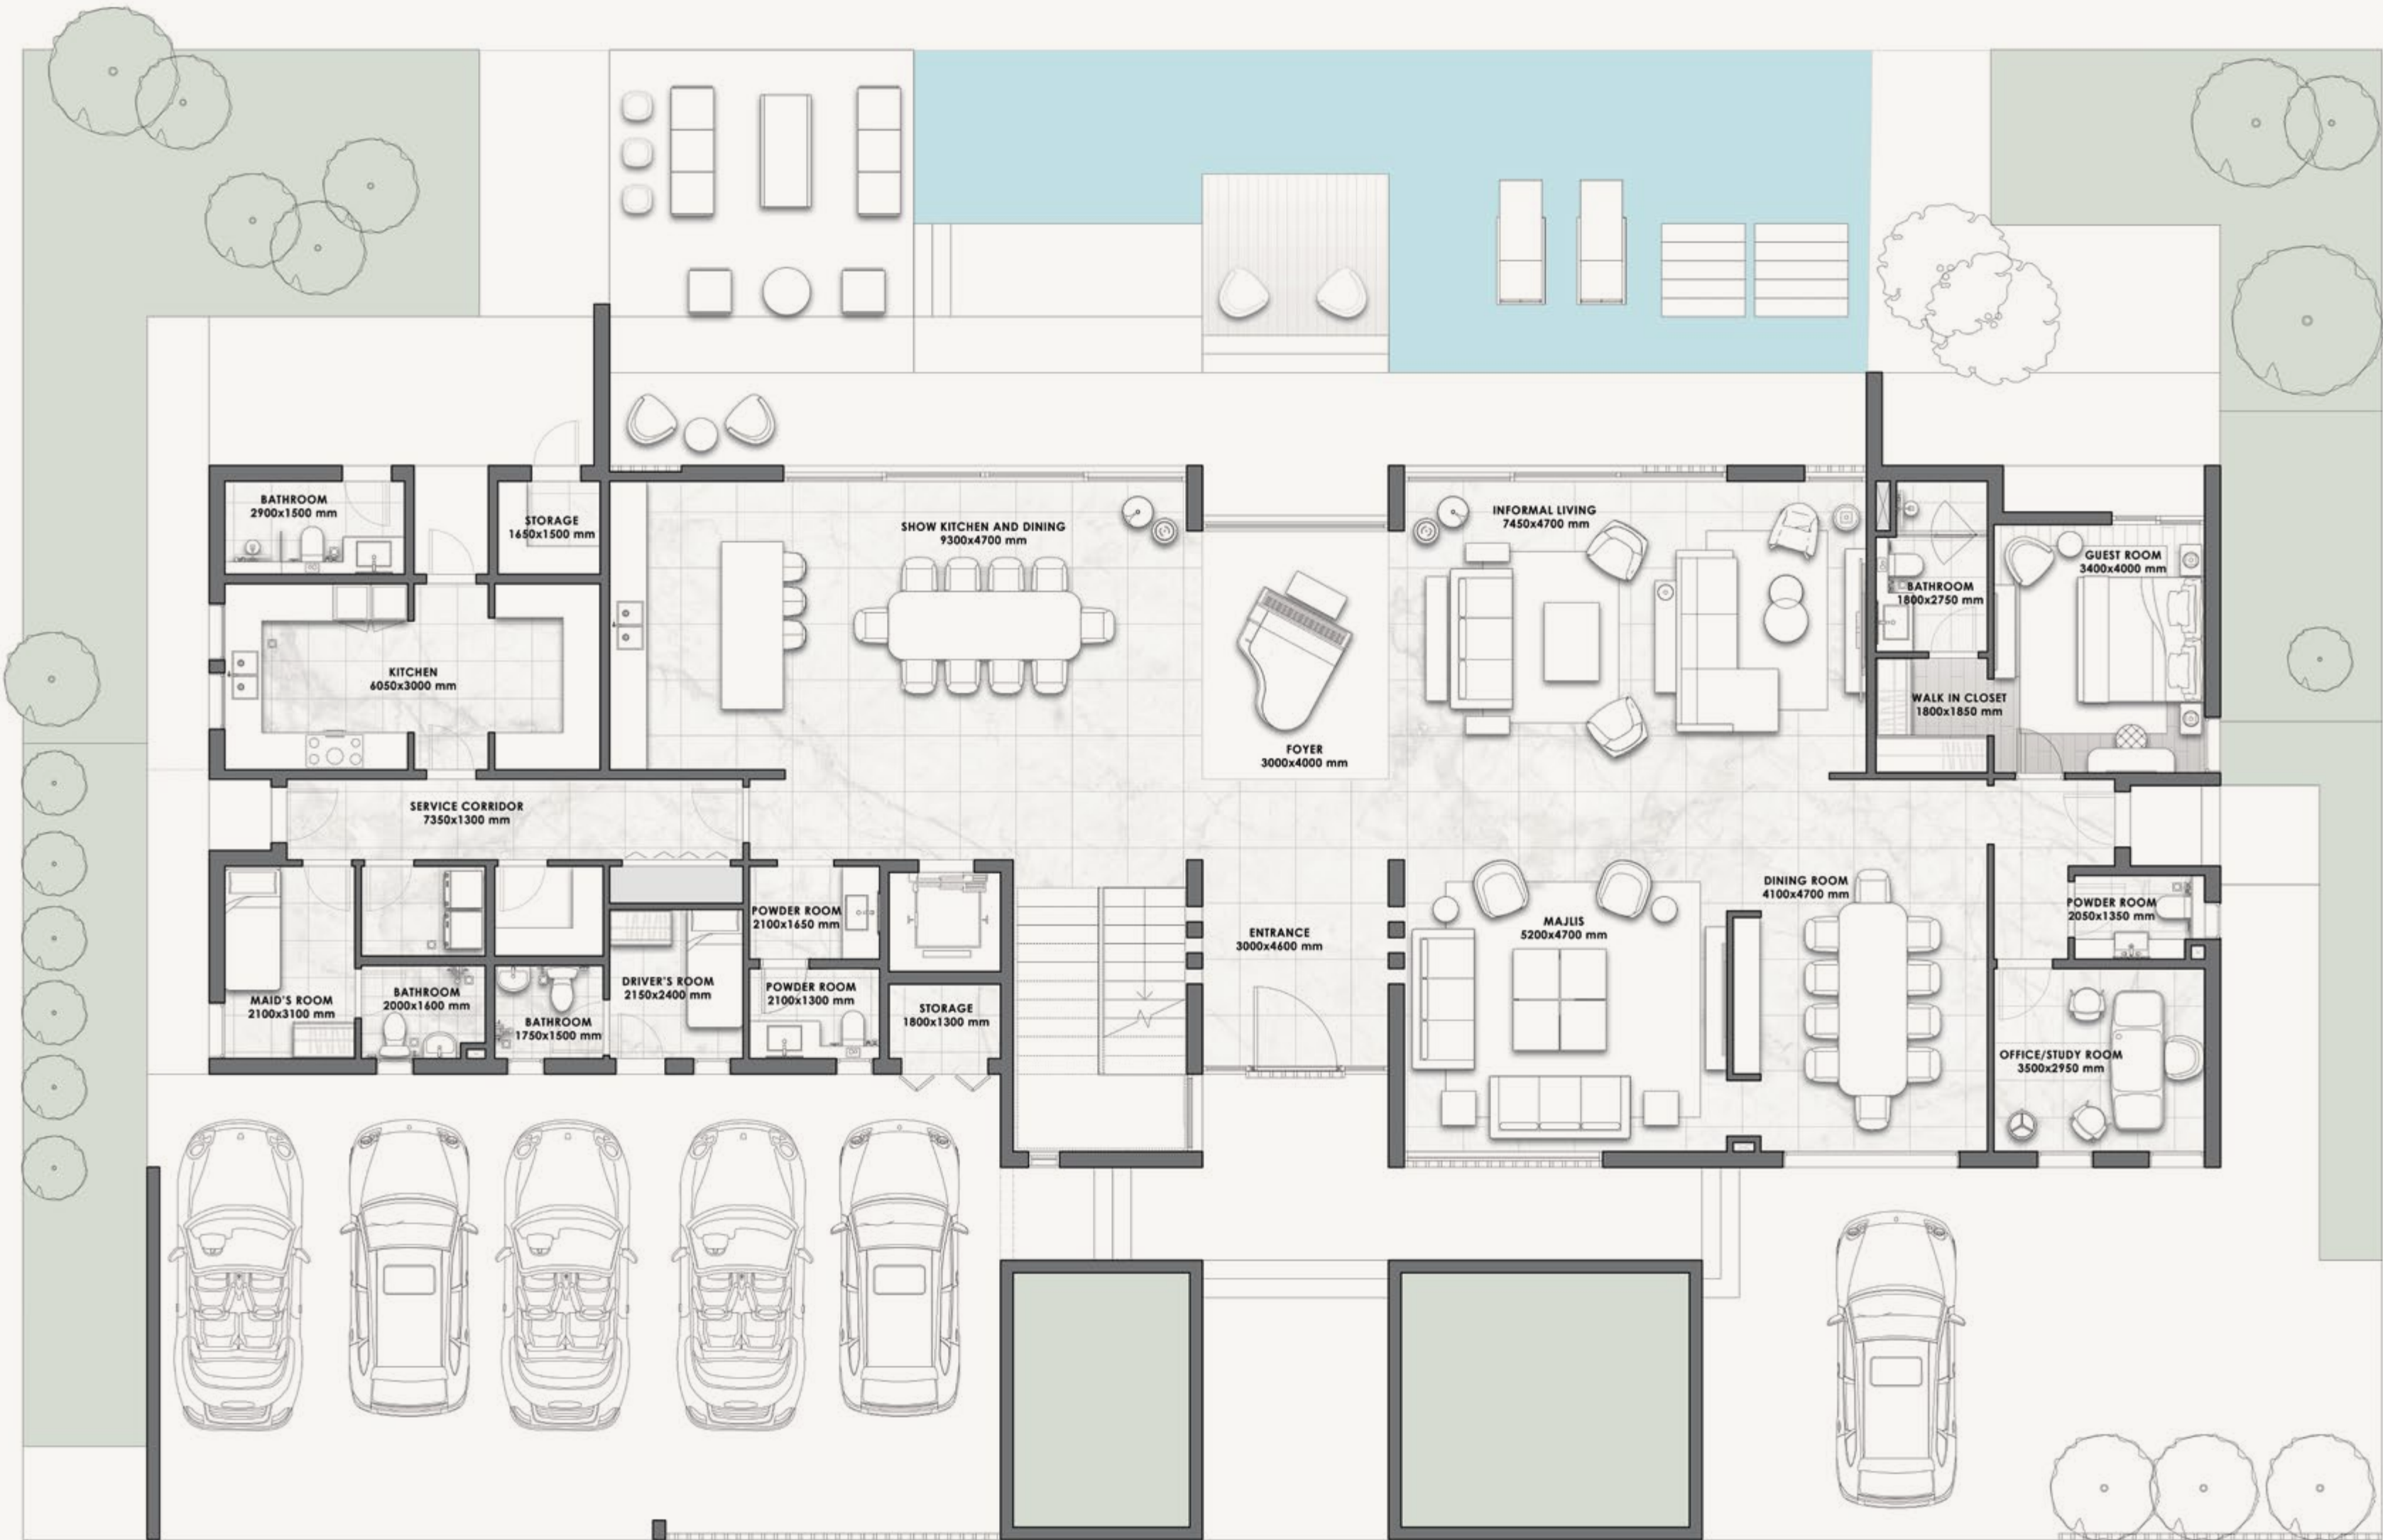 BATHROOM
2900x1500 mm
STORAGE
1650x1500 mm
SHOW KITCHEN AND DINING
9300x4700 mm
INFORMAL LIVING
7450x4700 mm
GUEST ROOM
3400x4000 mm
BATHROOM
1800x2750 mm
KITCHEN
6050x3000 mm
WALK IN CLOSET
1800x1850 mm
FOYER
3000x4000 mm
SERVICE CORRIDOR
7350x1300 mm
DINING ROOM
4100x4700 mm
POWDER ROOM
2100x1650 mm
POWDER ROOM
2050x1350 mm
MAJLIS
5200x4700 mm
ENTRANCE
3000x4600 mm
DRIVER'S ROOM
2150x2400 mm
POWDER ROOM
2100x1300 mm
BATHROOM
2000x1600 mm
MAID'S ROOM
2100x3100 mm
STORAGE
1800x1300 mm
BATHROOM
1750x1500 mm
OFFICE/STUDY ROOM
3500x2950 mm